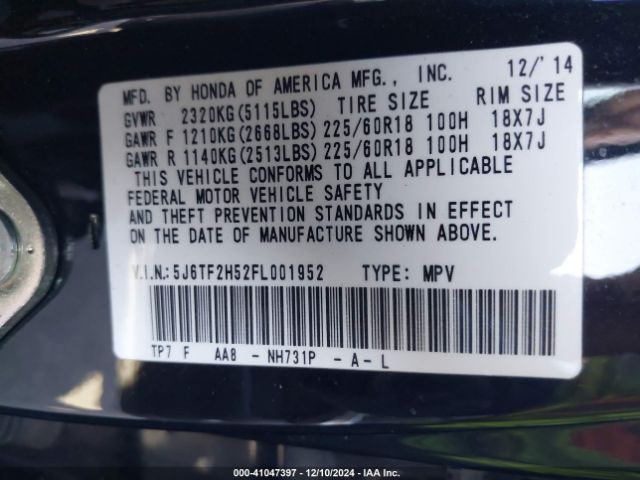 MFD. BY HONDA OF AMERICA MFG., INC. 12/'14
GVWR 2320KG(5115LBS) TIRE SIZE RIM SIZE
GAWR F 1210KG(2668LBS) 225/60R18 100H 18X7J
GAWR R 1140KG(2513LBS) 225/60R18 100H 18X7J
THIS VEHICLE CONFORMS TO ALL APPLICABLE
FEDERAL MOTOR VEHICLE SAFETY
AND THEFT PREVENTION STANDARDS IN EFFECT
ON THE DATE OF MANUFACTURE SHOWN ABOVE.
V.I.N.: 5J6TF2H52FL001952 TYPE: MPV
TP7 F AA8 - NH731P - A - L
000-41047397 - 12/10/2024 - IAA Inc.